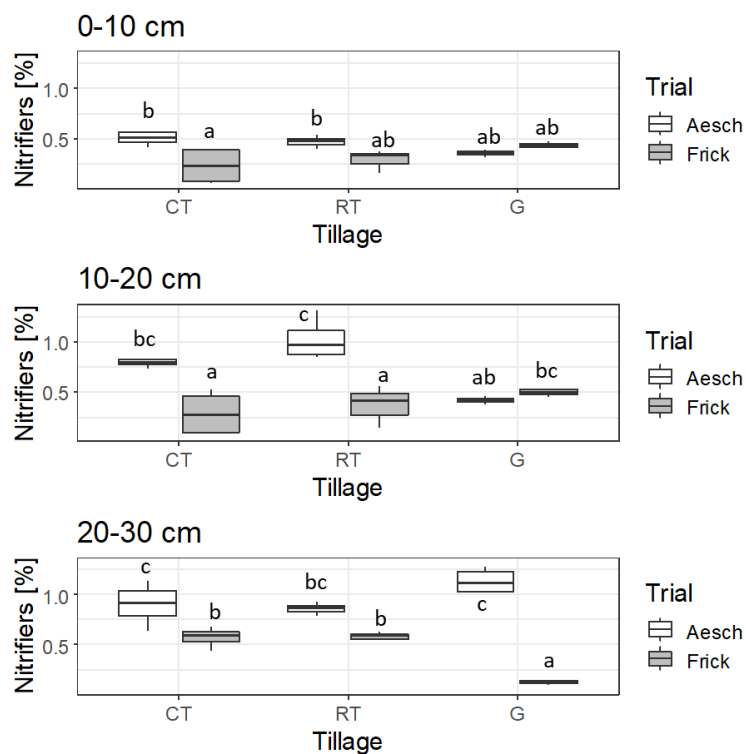 0-10 cm
Nitrifiers [%]
1.0
0.5
b
a
b
ab
ab
ab
CT
RT
G
Tillage
Trial
Aesch
Frick
10-20 cm
Nitrifiers [%]
1.0
0.5
bc
a
c
a
ab
bc
CT
RT
G
Tillage
Trial
Aesch
Frick
20-30 cm
Nitrifiers [%]
1.0
0.5
c
b
bc
b
c
a
CT
RT
G
Tillage
Trial
Aesch
Frick